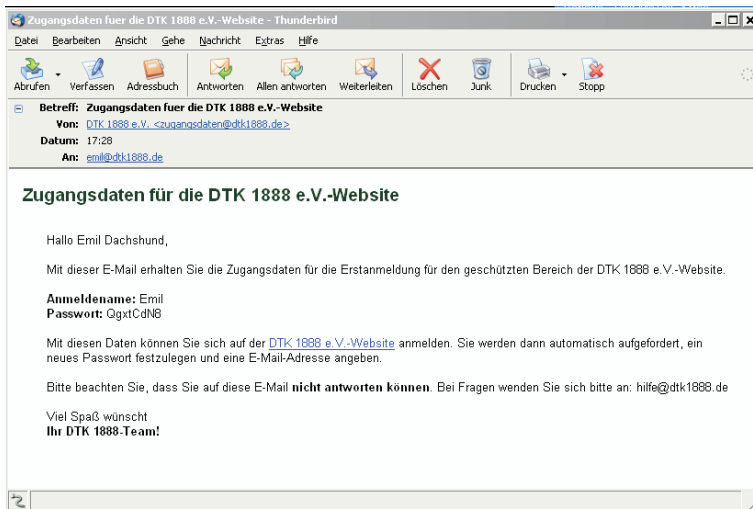 Zugangsdaten fuer die DTK 1888 e.V.-Website - Thunderbird
Datei Bearbeiten Ansicht Gehe Nachricht Extras Hilfe
Abrufen Verfassen Adressbuch Antworten Allen antworten Weiterleiten Löschen Junk Drucken Stopp
Betreff: Zugangsdaten fuer die DTK 1888 e.V.-Website
Von: DTK 1888 e.V. <zugangsdaten@dtk1888.de>
Datum: 17:28
An: emil@dtk1888.de
Zugangsdaten für die DTK 1888 e.V.-Website
Hallo Emil Dachshund,
Mit dieser E-Mail erhalten Sie die Zugangsdaten für die Erstanmeldung für den geschützten Bereich der DTK 1888 e.V.-Website.
Anmeldename: Emil
Passwort: QgxtCdN8
Mit diesen Daten können Sie sich auf der DTK 1888 e.V.-Website anmelden. Sie werden dann automatisch aufgefordert, ein
neues Passwort festzulegen und eine E-Mail-Adresse angeben.
Bitte beachten Sie, dass Sie auf diese E-Mail nicht antworten können. Bei Fragen wenden Sie sich bitte an: hilfe@dtk1888.de
Viel Spaß wünscht
Ihr DTK 1888-Team!